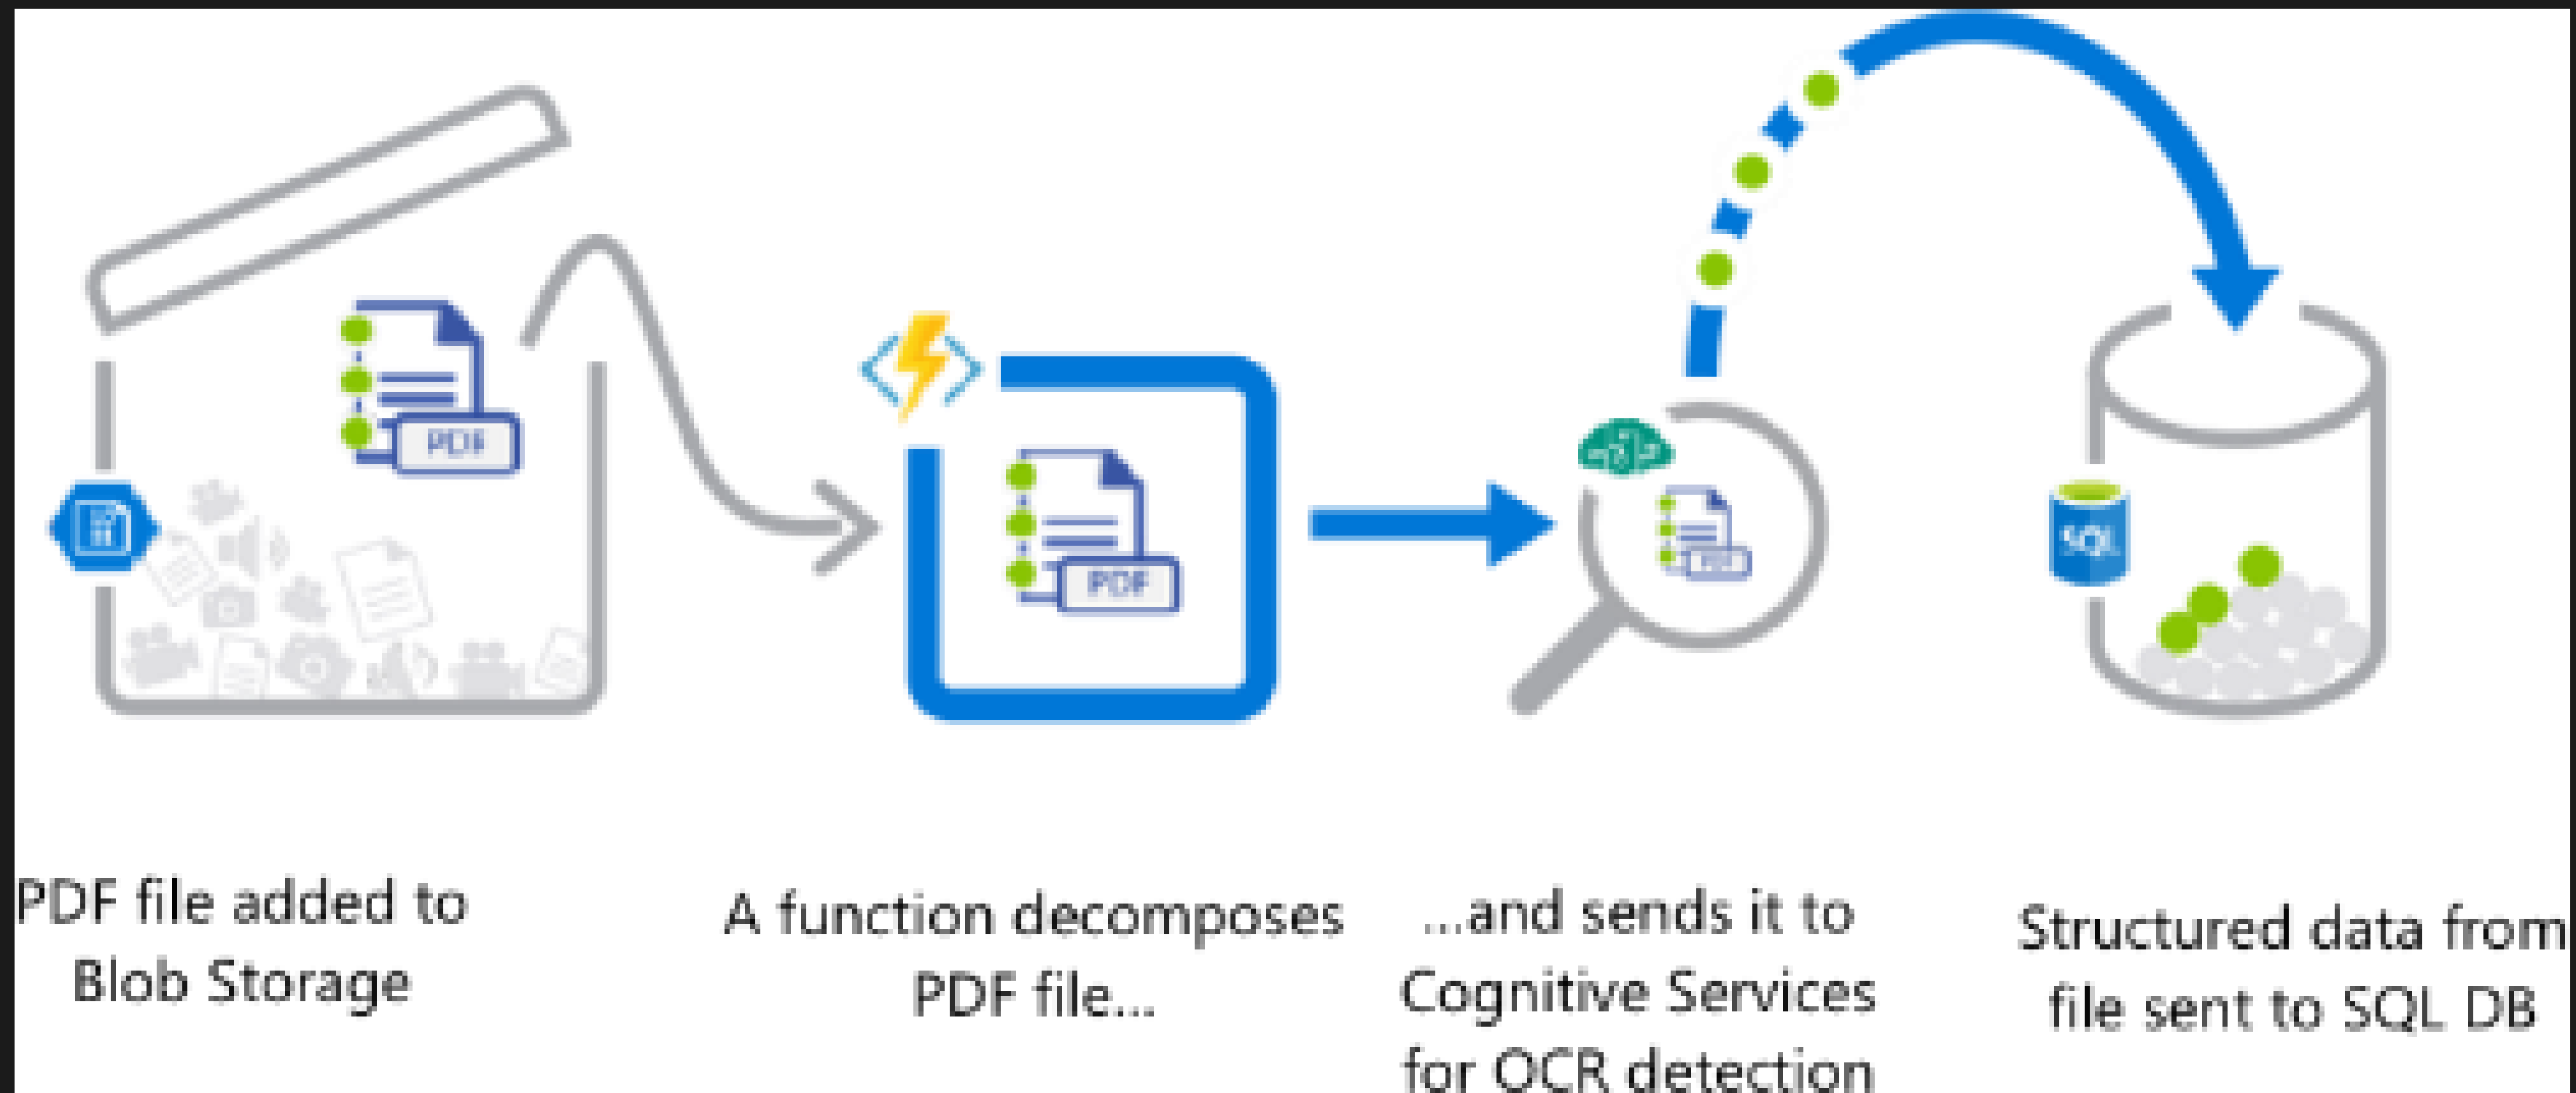 PDF
PDF
SQL
PDF file added to
Blob Storage
A function decomposes
PDF file...
...and sends it to
Cognitive Services
for OCR detection
Structured data from
file sent to SQL DB